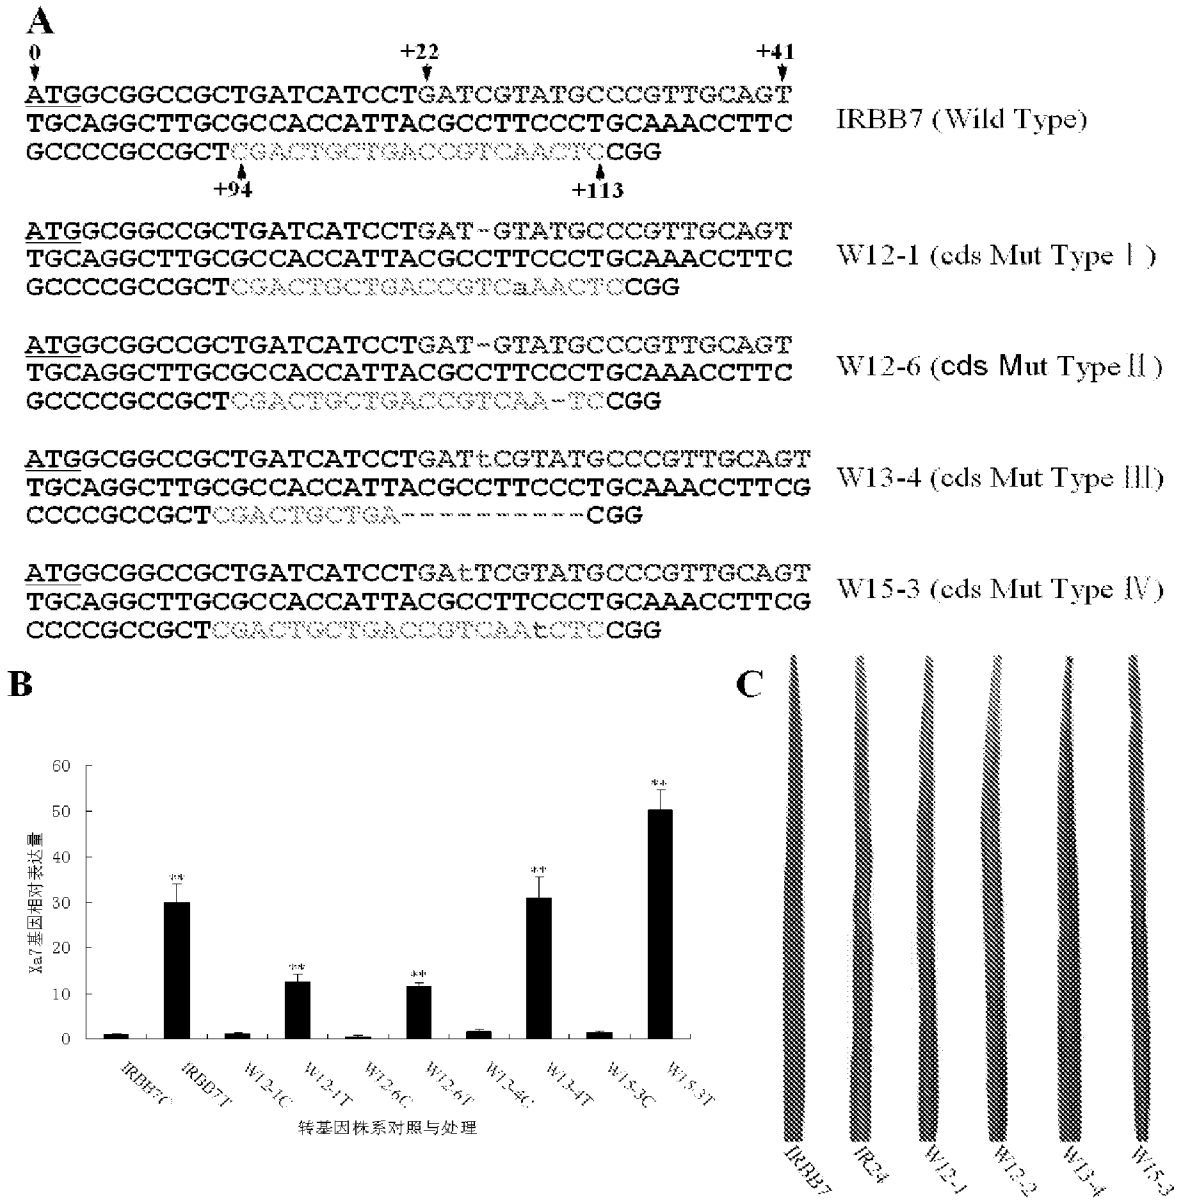 A
0 +22 +41
ATGGCGGCCGCTGATCATCCTGATCGTATGCCCGTTGCAGT
TGCAGGCTTGCGCCACCATTACGCCTTCCCTGCAAACCTTC
GCCCCGCCGCTCGACTGCTGACCGTCAACTCCCGG
IRBB7 (Wild Type)
+94 +113
ATGGCGGCCGCTGATCATCCTGAT-GTATGCCCGTTGCAGT
TGCAGGCTTGCGCCACCATTACGCCTTCCCTGCAAACCTTC
GCCCCGCCGCTCGACTGCTGACCGTCaAACTCCCGG
W12-1 (cds Mut Type Ⅰ)
ATGGCGGCCGCTGATCATCCTGAT-GTATGCCCGTTGCAGT
TGCAGGCTTGCGCCACCATTACGCCTTCCCTGCAAACCTTC
GCCCCGCCGCTCGACTGCTGACCGTCAA-TCCCGG
W12-6 (cds Mut Type Ⅱ)
ATGGCGGCCGCTGATCATCCTGATtCGTATGCCCGTTGCAGT
TGCAGGCTTGCGCCACCATTACGCCTTCCCTGCAAACCTTCG
CCCCGCCGCTCGACTGCTGA----------CGG
W13-4 (cds Mut Type Ⅲ)
ATGGCGGCCGCTGATCATCCTGAtTCGTATGCCCGTTGCAGT
TGCAGGCTTGCGCCACCATTACGCCTTCCCTGCAAACCTTCG
CCCCGCCGCTCGACTGCTGACCGTCAAtCTCCCGG
W15-3 (cds Mut Type Ⅳ)
B
Xa7基因相对表达量
60
50
40
30
20
10
0
** ** ** ** **
IRBB7C IRBB7T W12-1C W12-1T W12-6C W12-6T W13-4C W13-4T W15-3C W15-3T
转基因株系对照与处理
C
IRBB7 IR24 W12-1 W12-2 W13-4 W15-3